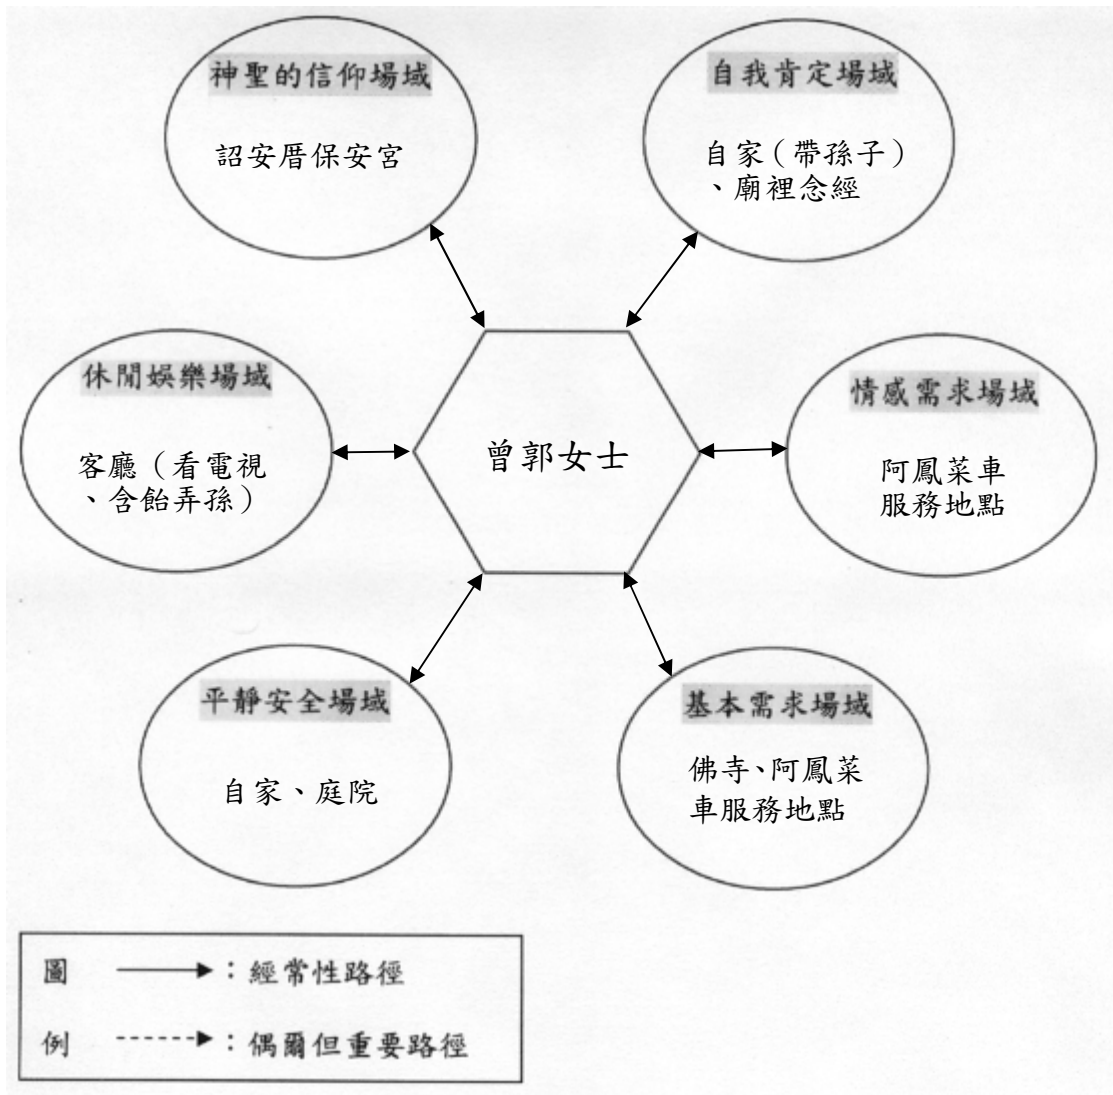 神聖的信仰場域
詔安厝保安宮
自我肯定場域
自家（帶孫子）
、廟裡念經
休閒娛樂場域
客廳（看電視
、含飴弄孫）
曾郭女士
情感需求場域
阿鳳菜車
服務地點
平靜安全場域
自家、庭院
基本需求場域
佛寺、阿鳳菜
車服務地點
圖 ：經常性路徑
例 ：偶爾但重要路徑